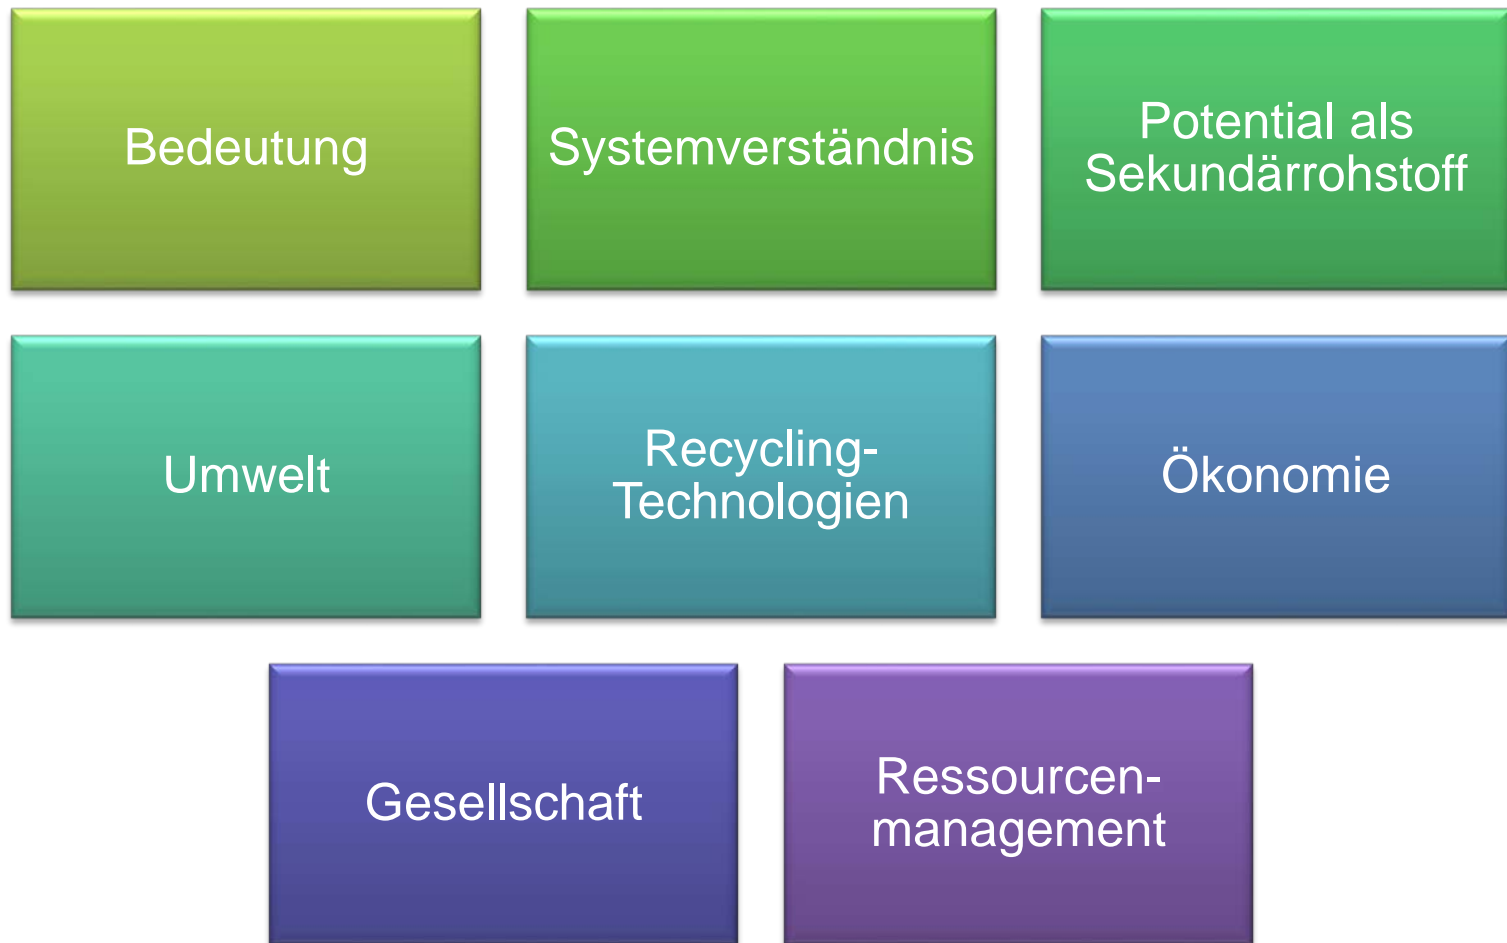 Bedeutung
Systemverständnis
Potential als
Sekundärrohstoff
Umwelt
Recycling-
Technologien
Ökonomie
Gesellschaft
Ressourcen-
management